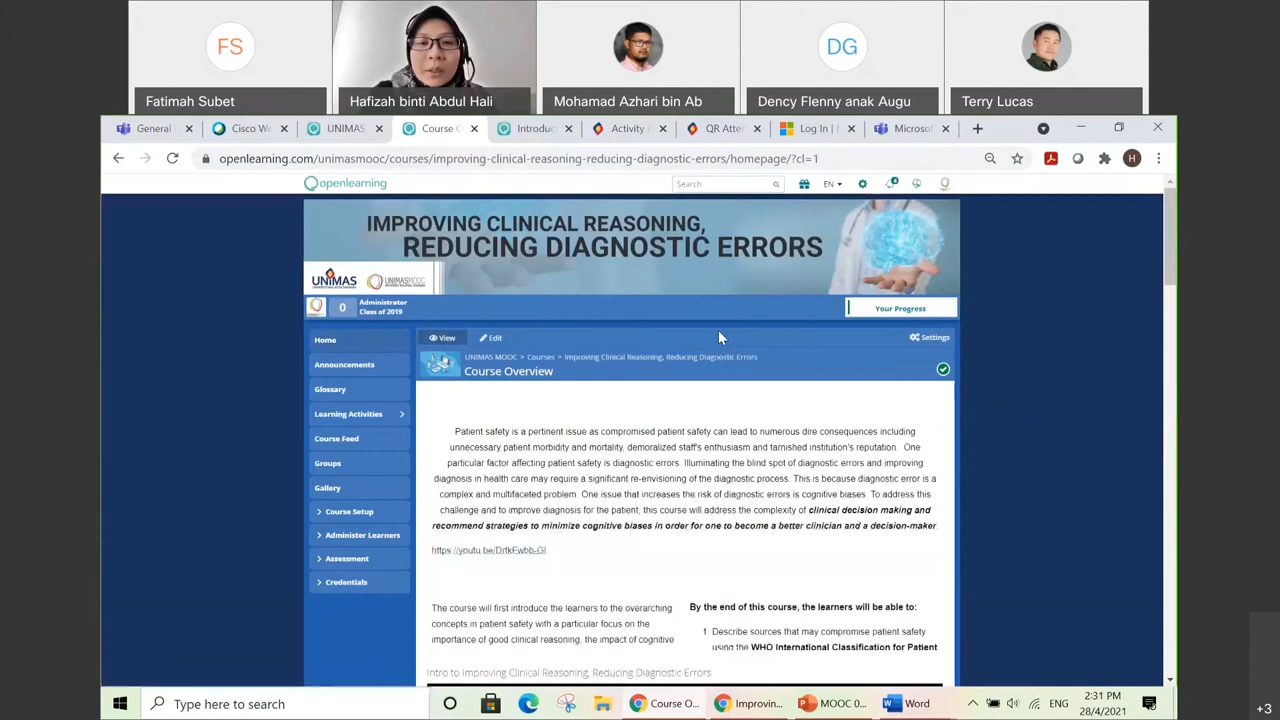 FS
DG
Fatimah Subet
Hafizah binti Abdul Hali
Mohamad Azhari bin Ab
Dency Flenny anak Augu
Terry Lucas
General
Cisco We
UNIMAS
Course O
Introduc
Activity
QR Atte
Log In |
Microso
openlearning.com/unimasmooc/courses/improving-clinical-reasoning-reducing-diagnostic-errors/homepage/?cl=1
H
openlearning
Search
EN
IMPROVING CLINICAL REASONING,
REDUCING DIAGNOSTIC ERRORS
UNIMAS
UNIMASMOOC
0
Administrator
Class of 2019
Your Progress
Home
Announcements
Glossary
Learning Activities
Course Feed
Groups
Gallery
Course Setup
Administer Learners
Assessment
Credentials
View
Edit
Settings
UNIMAS MOOC > Courses > Improving Clinical Reasoning, Reducing Diagnostic Errors
Course Overview
Patient safety is a pertinent issue as compromised patient safety can lead to numerous dire consequences including
unnecessary patient morbidity and mortality, demoralized staff's enthusiasm and tarnished institution's reputation. One
particular factor affecting patient safety is diagnostic errors. Illuminating the blind spot of diagnostic errors and improving
diagnosis in health care may require a significant re-envisioning of the diagnostic process. This is because diagnostic error is a
complex and multifaceted problem. One issue that increases the risk of diagnostic errors is cognitive biases. To address this
challenge and to improve diagnosis for the patient, this course will address the complexity of clinical decision making and
recommend strategies to minimize cognitive biases in order for one to become a better clinician and a decision-maker.
The course will first introduce the learners to the overarching
concepts in patient safety with a particular focus on the
importance of good clinical reasoning, the impact of cognitive
By the end of this course, the learners will be able to:
1. Describe sources that may compromise patient safety
using the WHO International Classification for Patient
Intro to Improving Clinical Reasoning, Reducing Diagnostic Errors
Type here to search
Course O...
Improvin...
MOOC 0...
Word
ENG
2:31 PM
28/4/2021
+3